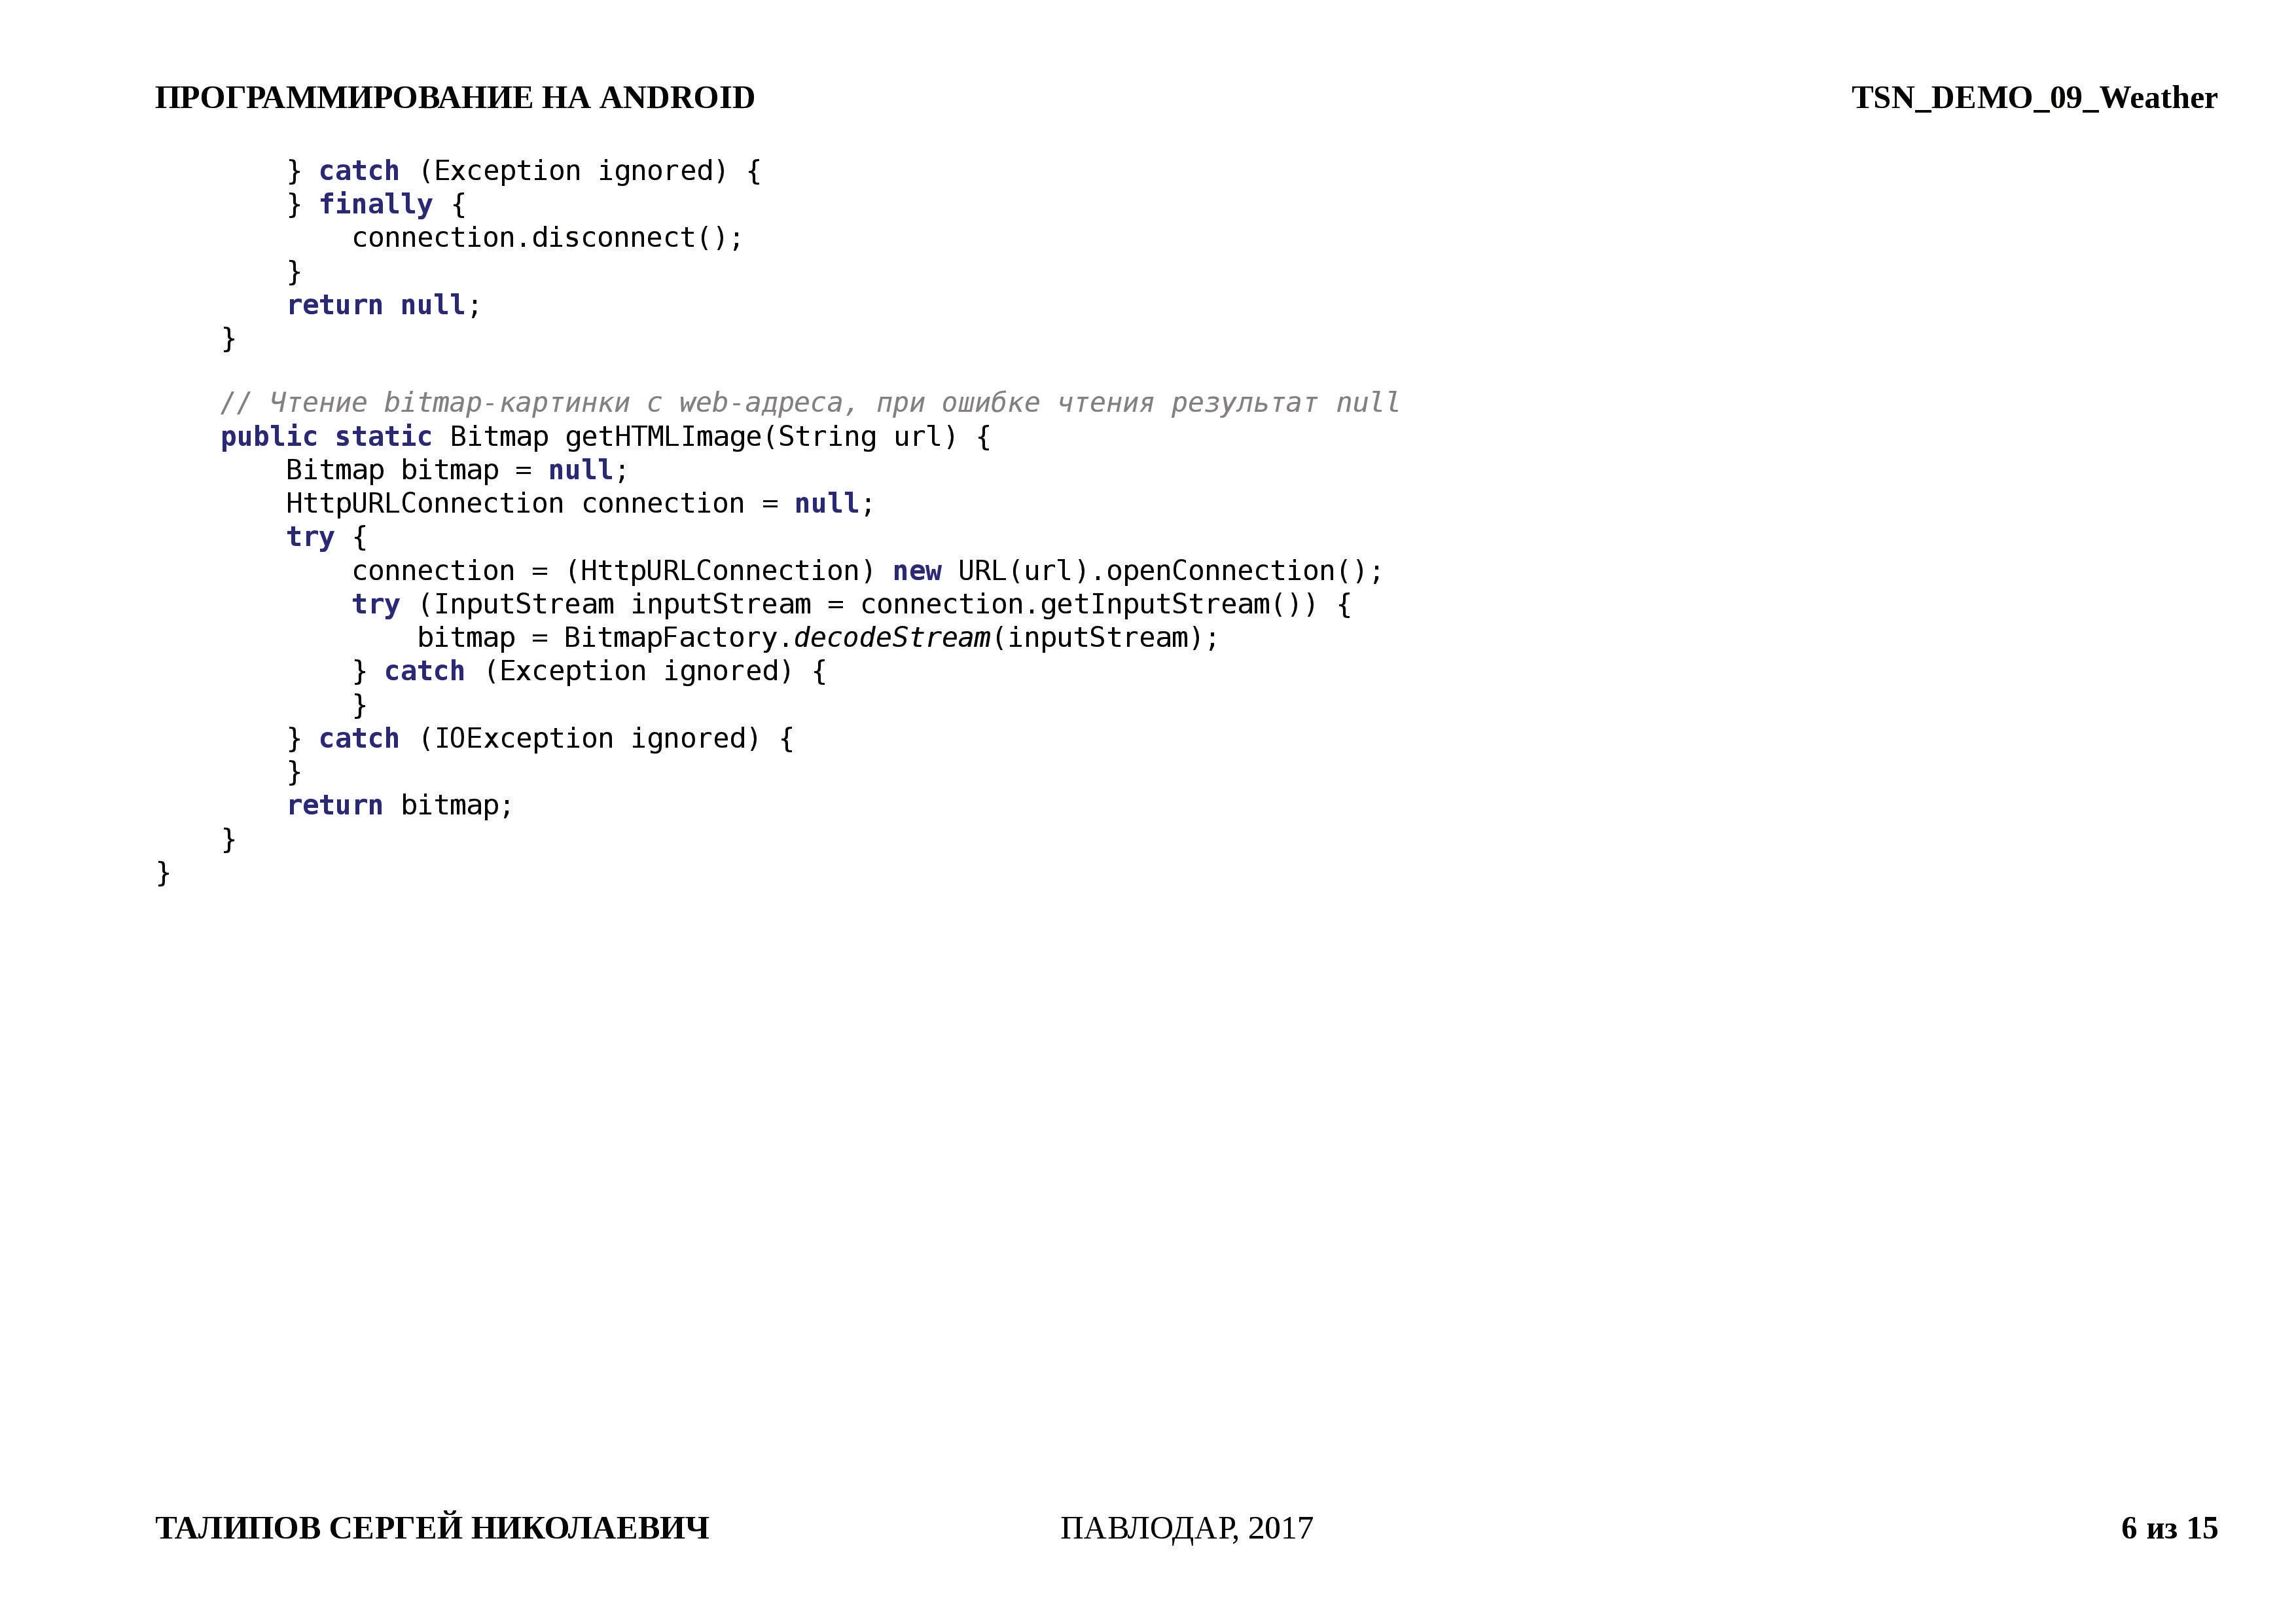 ПРОГРАММИРОВАНИЕ НА ANDROID TSN_DEMO_09_Weather
        } catch (Exception ignored) {
        } finally {
            connection.disconnect();
        }
        return null;
    }

    // Чтение bitmap-картинки с web-адреса, при ошибке чтения результат null
    public static Bitmap getHTMLImage(String url) {
        Bitmap bitmap = null;
        HttpURLConnection connection = null;
        try {
            connection = (HttpURLConnection) new URL(url).openConnection();
            try (InputStream inputStream = connection.getInputStream()) {
                bitmap = BitmapFactory.decodeStream(inputStream);
            } catch (Exception ignored) {
            }
        } catch (IOException ignored) {
        }
        return bitmap;
    }
}
ТАЛИПОВ СЕРГЕЙ НИКОЛАЕВИЧ ПАВЛОДАР, 2017 6 из 15